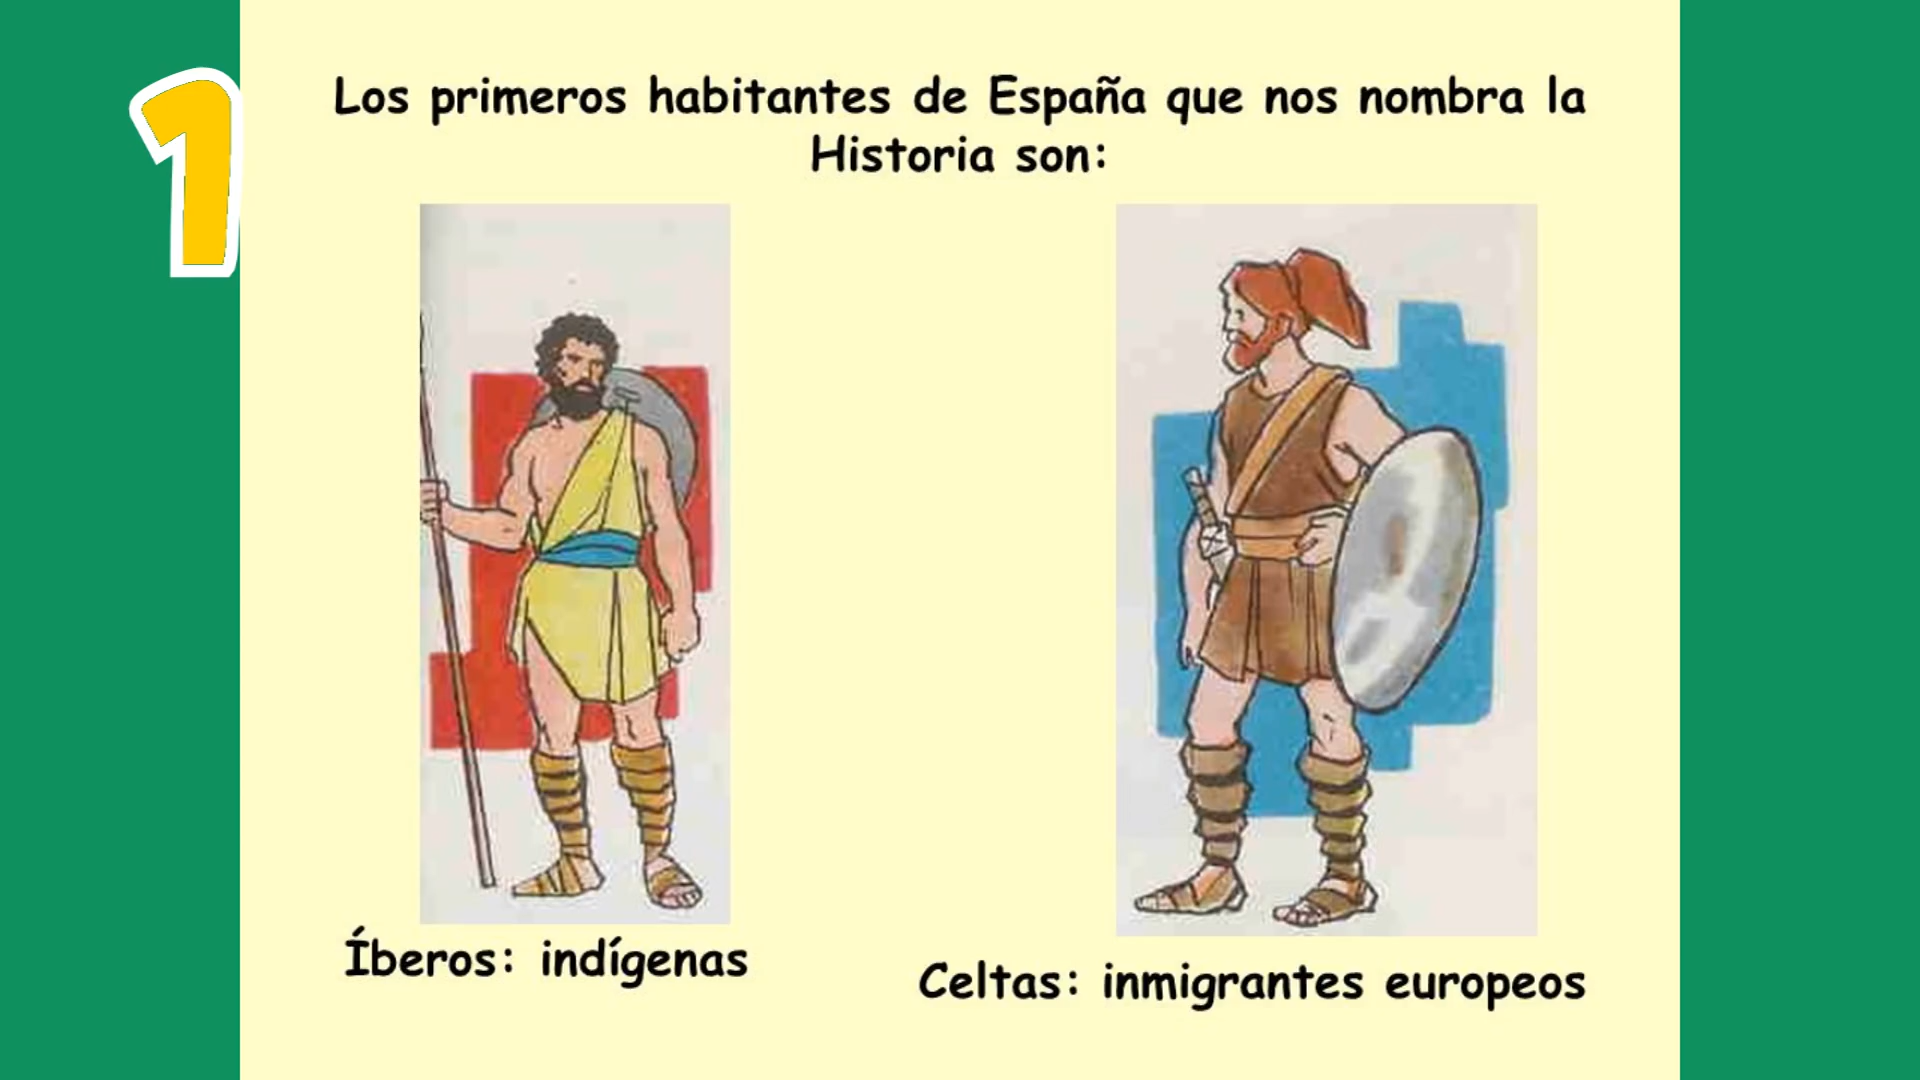 1
Los primeros habitantes de España que nos nombra la
Historia son:
Íberos: indígenas
Celtas: inmigrantes europeos